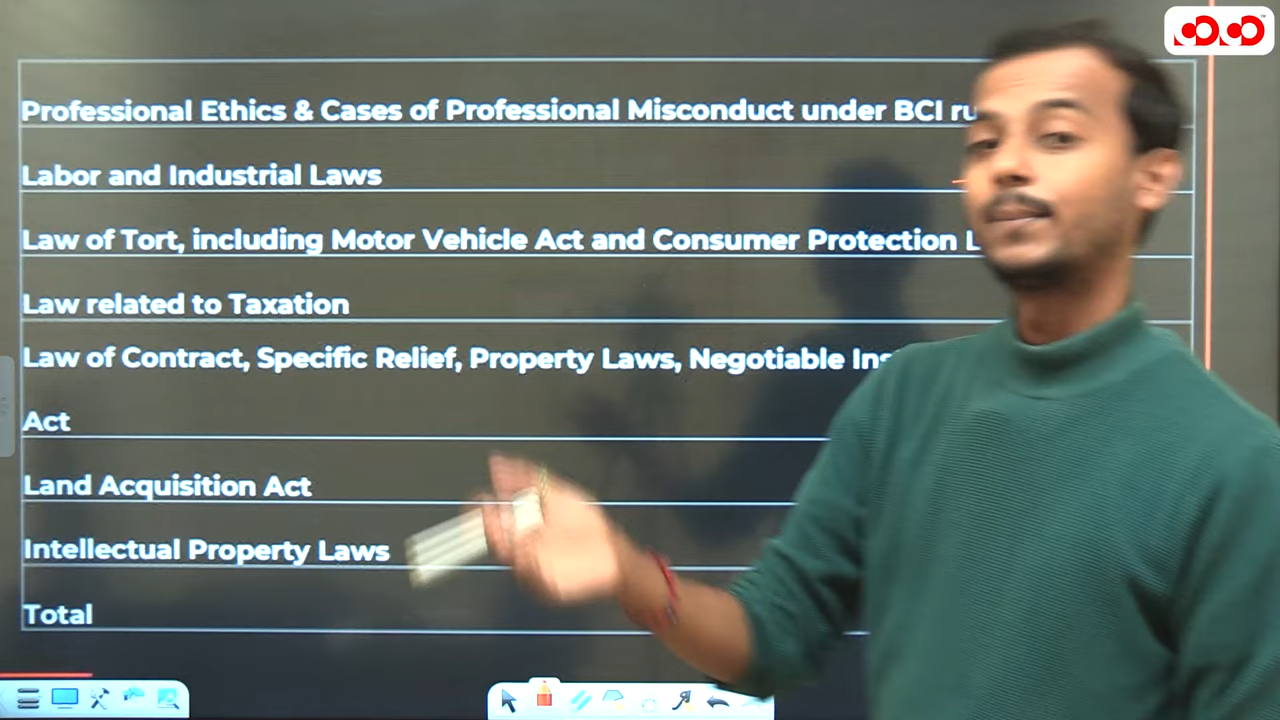 Professional Ethics & Cases of Professional Misconduct under BCI
Labor and Industrial Laws
Law of Tort, including Motor Vehicle Act and Consumer Protection
Law related to Taxation
Law of Contract, Specific Relief, Property Laws, Negotiable
Act
Land Acquisition Act
Intellectual Property Laws
Total